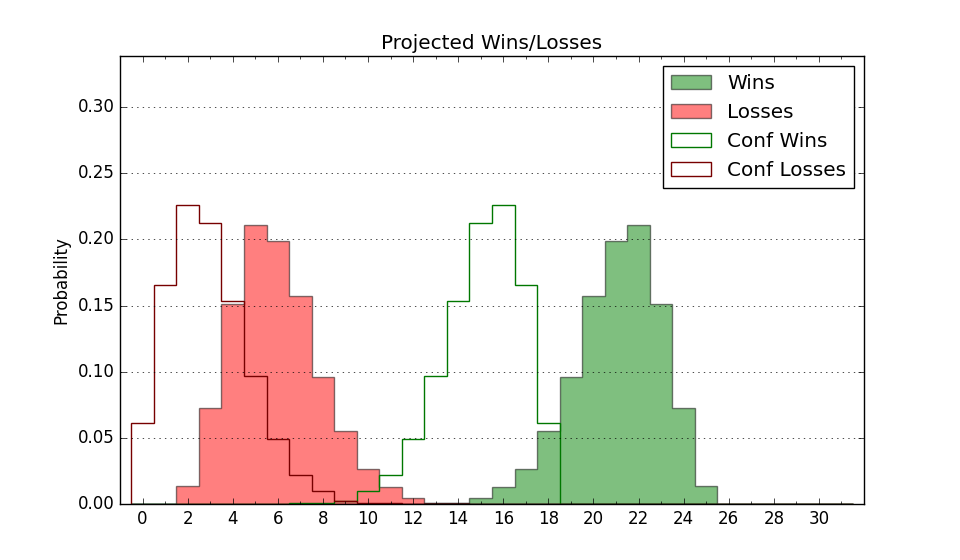 Projected Wins/Losses
Wins
Losses
Conf Wins
Conf Losses
Probability
0.30
0.25
0.20
0.15
0.10
0.05
0.00
0 2 4 6 8 10 12 14 16 18 20 22 24 26 28 30